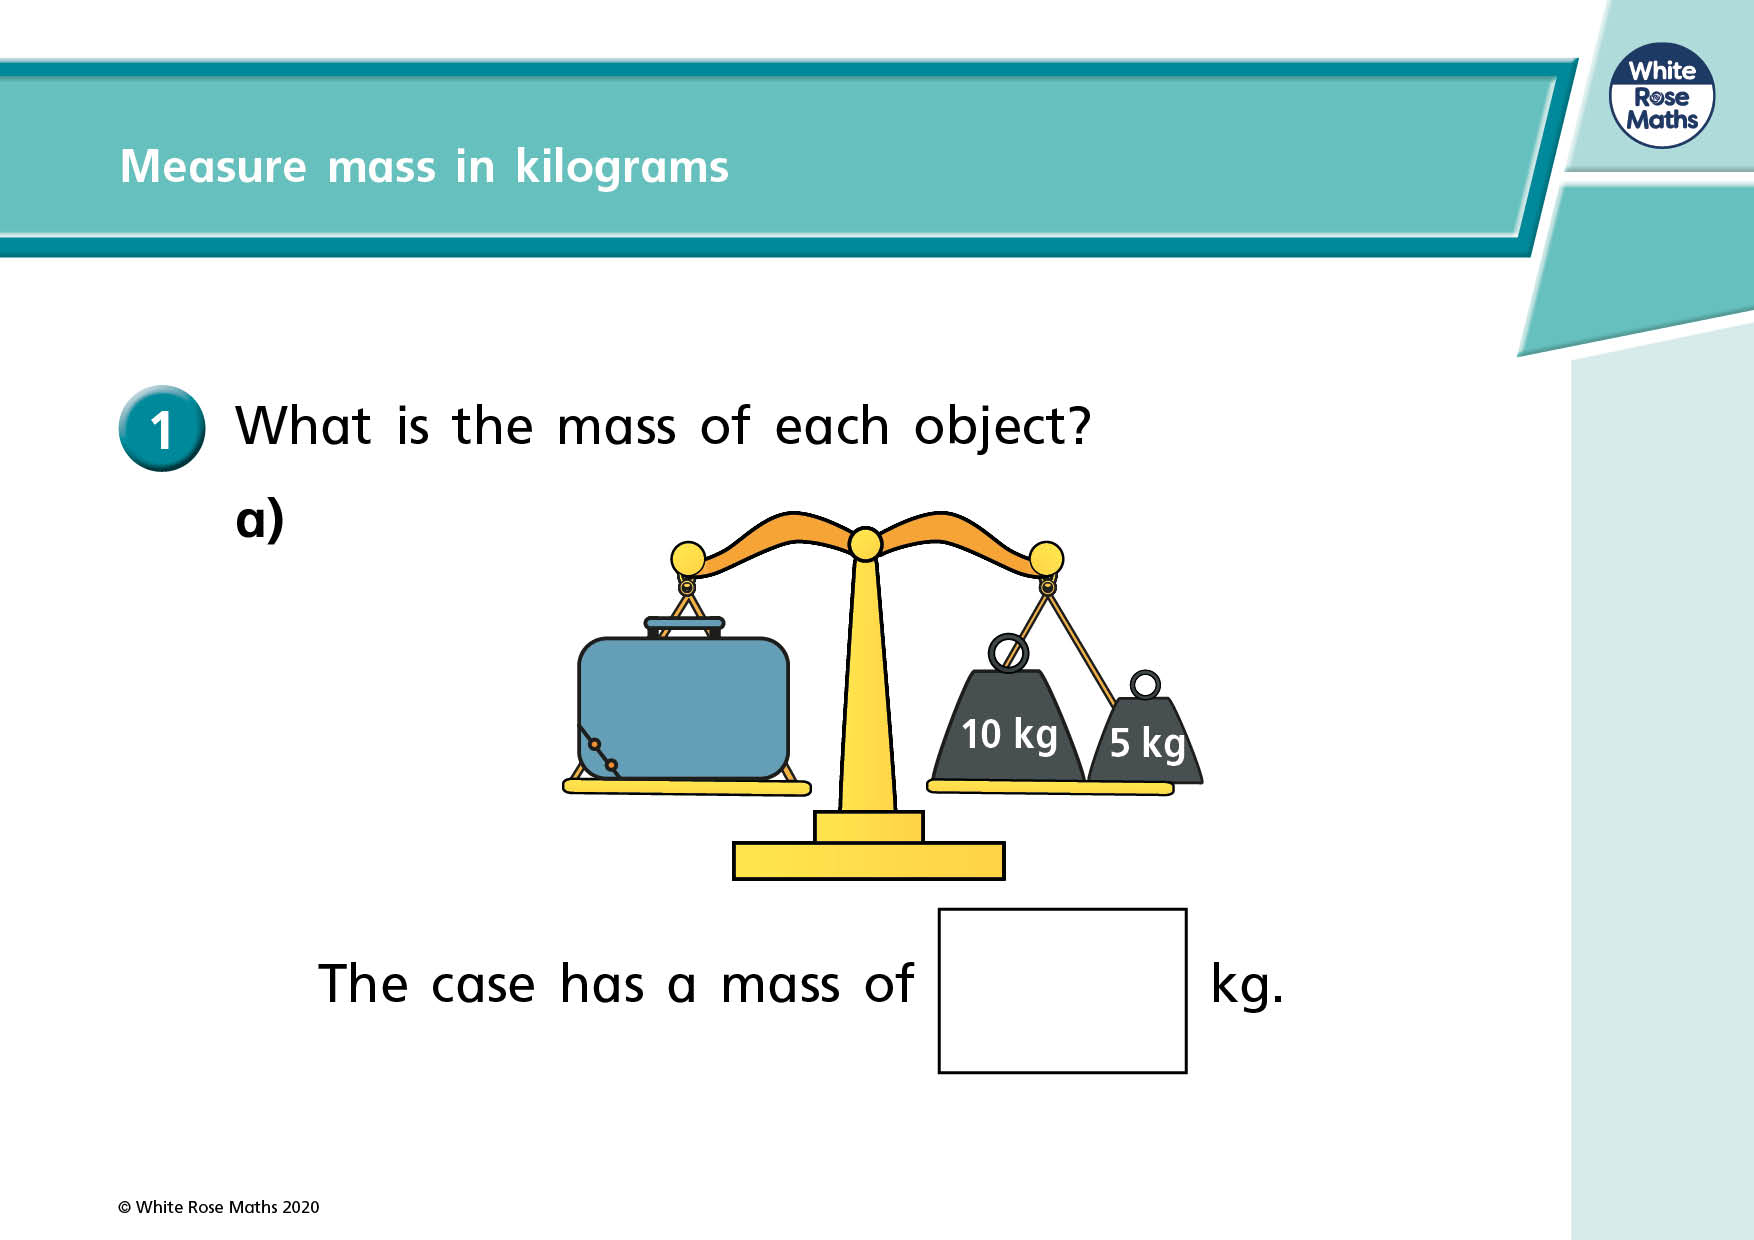 White
Rose
Maths
Measure mass in kilograms
1 What is the mass of each object?
a)
10 kg 5 kg
The case has a mass of kg.
© White Rose Maths 2020